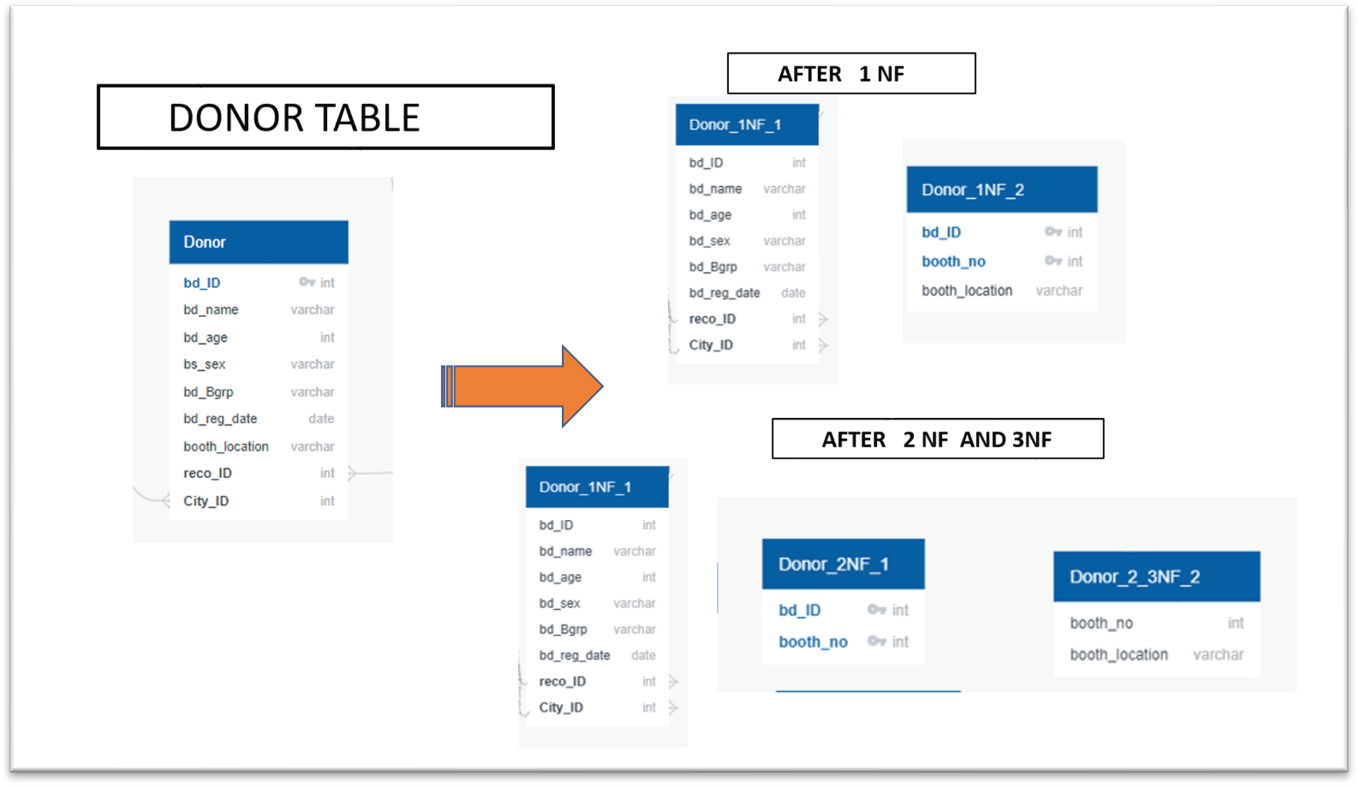 DONOR TABLE
Donor
bd_ID int
bd_name varchar
bd_age int
bs_sex varchar
bd_Bgrp varchar
bd_reg_date date
booth_location varchar
reco_ID int
City_ID int
AFTER 1 NF
Donor_1NF_1
bd_ID int
bd_name varchar
bd_age int
bd_sex varchar
bd_Bgrp varchar
bd_reg_date date
reco_ID int
City_ID int
Donor_1NF_2
bd_ID int
booth_no int
booth_location varchar
AFTER 2 NF AND 3NF
Donor_1NF_1
bd_ID int
bd_name varchar
bd_age int
bd_sex varchar
bd_Bgrp varchar
bd_reg_date date
reco_ID int
City_ID int
Donor_2NF_1
bd_ID int
booth_no int
Donor_2_3NF_2
booth_no int
booth_location varchar